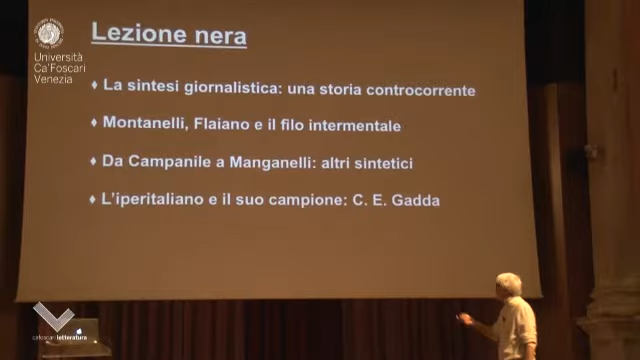 Lezione nera
Università
Ca'Foscari
Venezia
♦ La sintesi giornalistica: una storia controcorrente
♦ Montanelli, Flaiano e il filo intermentale
♦ Da Campanile a Manganelli: altri sintetici
♦ L'iperitaliano e il suo campione: C. E. Gadda
cafoscariletteratura